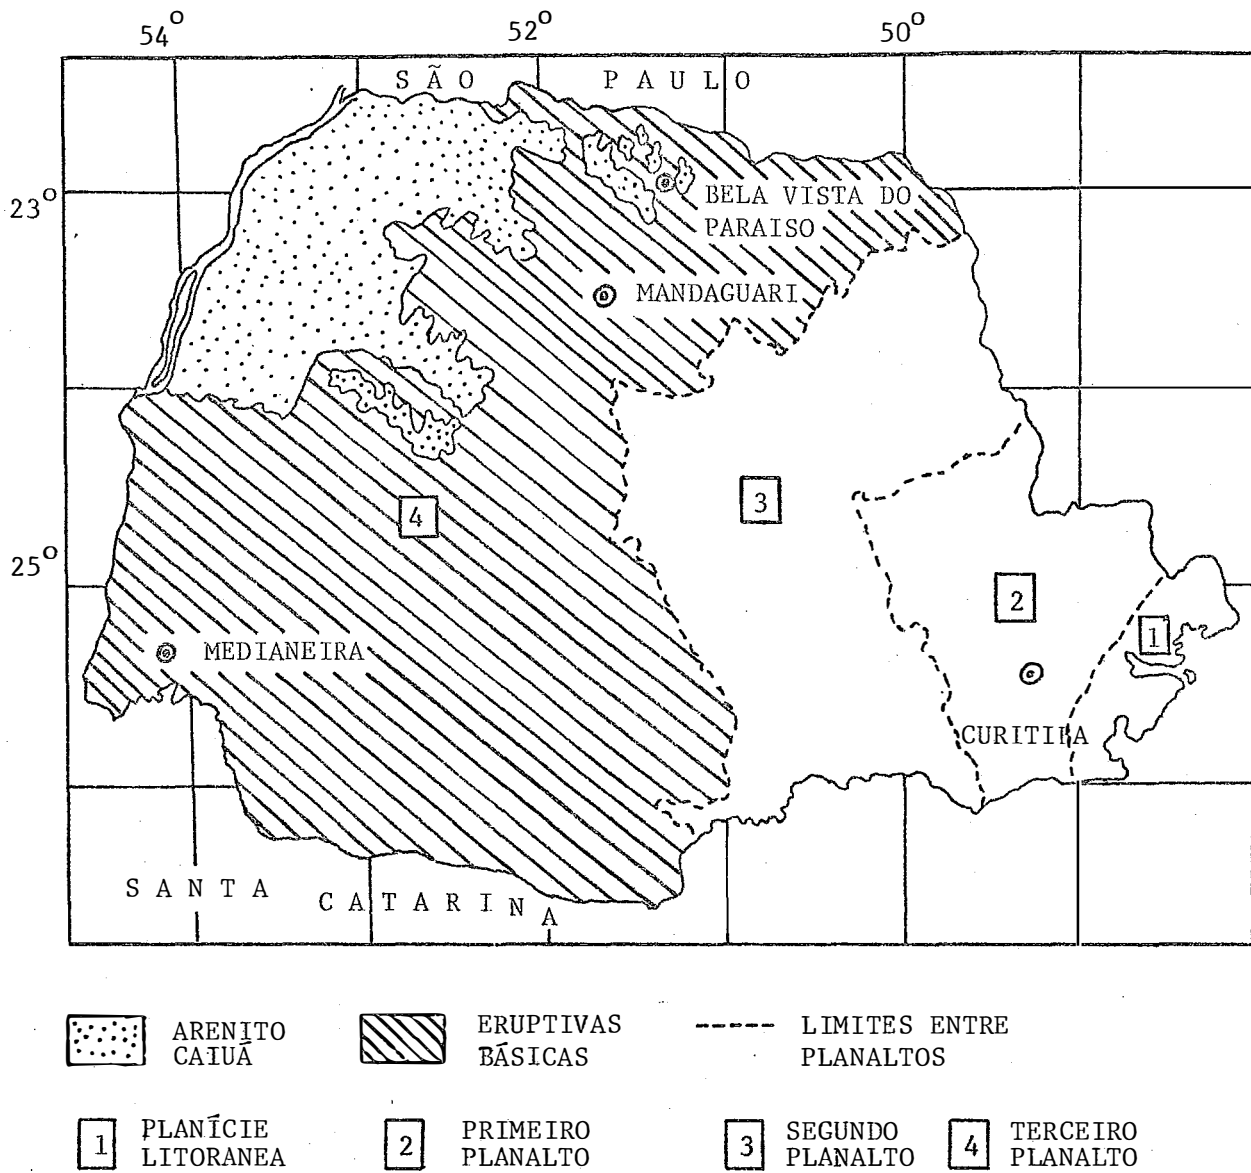 54° 52° 50°
SÃO PAULO
23°
BELA VISTA DO
PARAISO
MANDAGUARI
3
4
25°
2
1
MEDIANEIRA
CURITIBA
SANTA CATARINA
ARENITO
CAIUÁ
ERUPTIVAS
BÁSICAS
LIMITES ENTRE
PLANALTOS
1 PLANÍCIE
LITORANEA
2 PRIMEIRO
PLANALTO
3 SEGUNDO
PLANALTO
4 TERCEIRO
PLANALTO